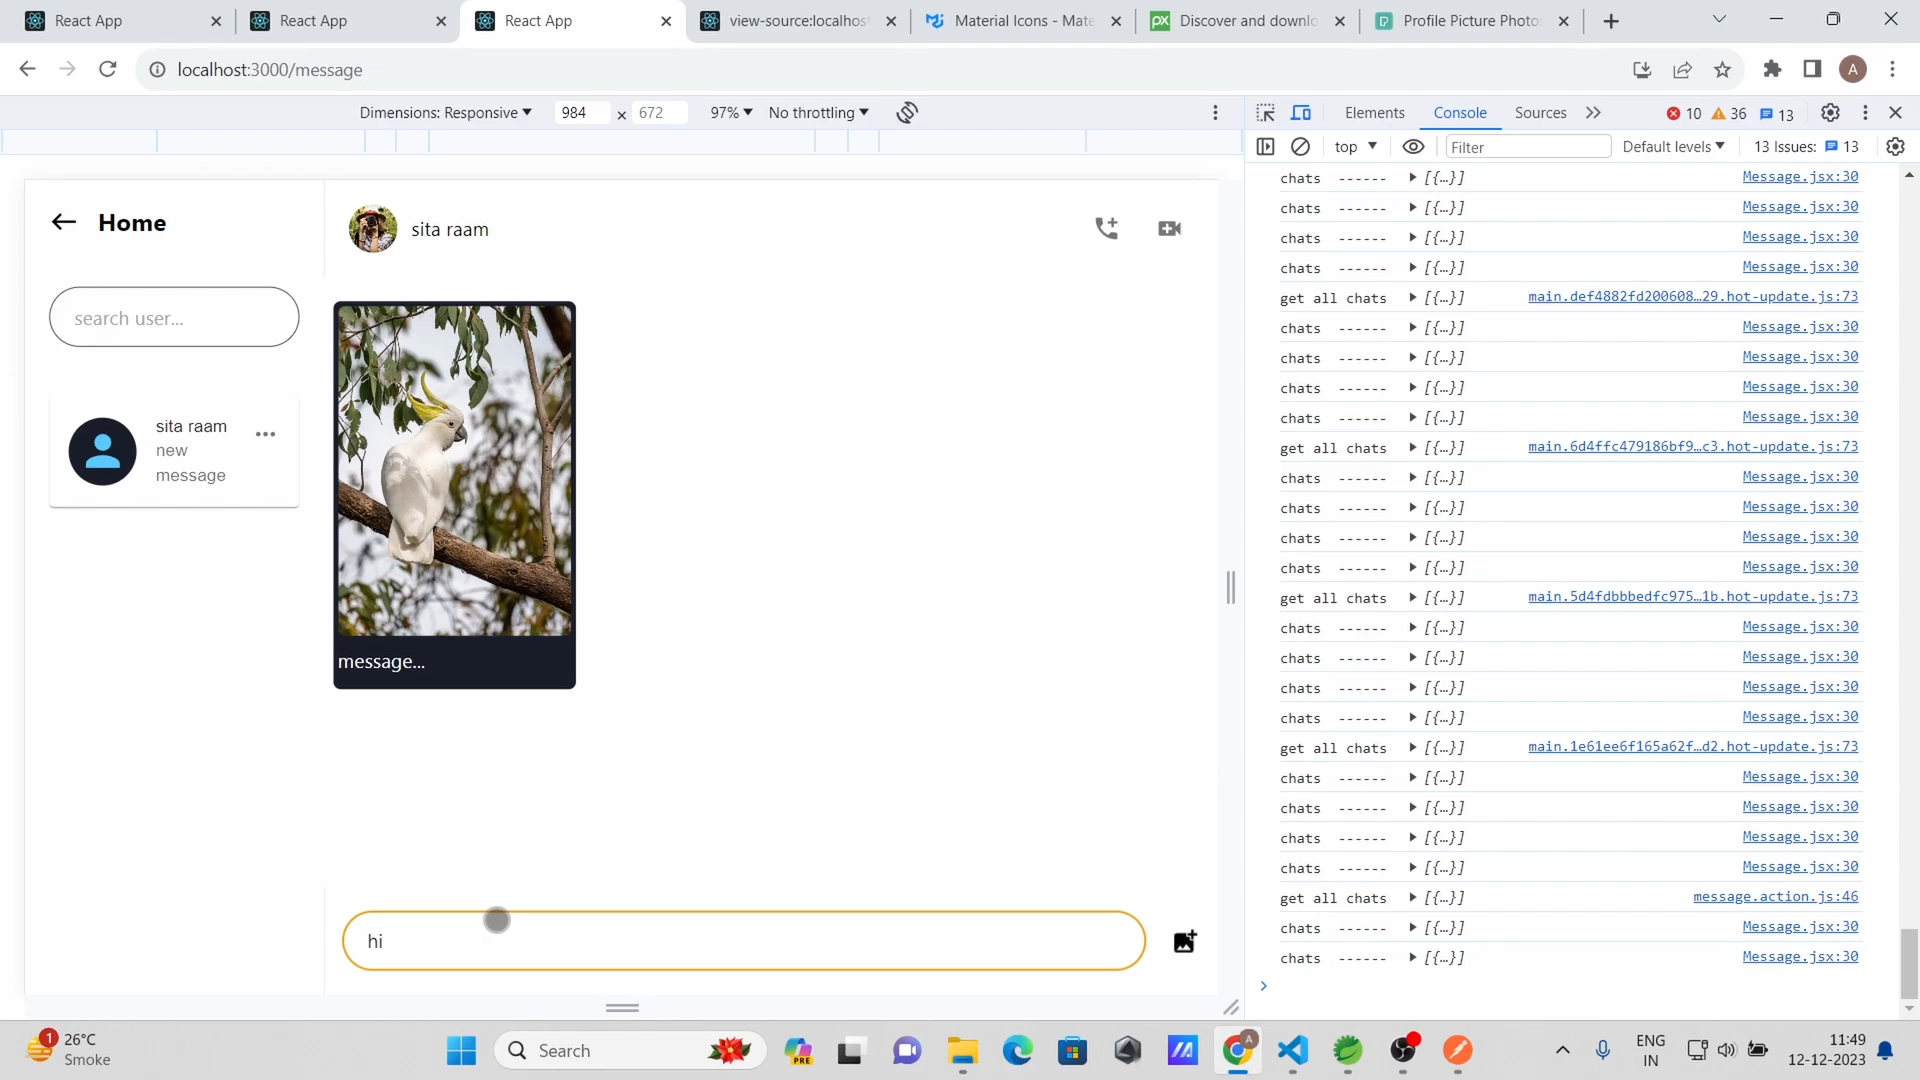 React App
React App
React App
view-source:localhost
Material Icons - Mate
Discover and downlo
Profile Picture Photo
localhost:3000/message
A
Dimensions: Responsive
984 x 672
97%
No throttling
Elements
Console
Sources
10
36
13
top
Filter
Default levels
13 Issues:
13
Home
search user...
sita raam
new
message
sita raam
message...
hi
chats ------ [{…}] Message.jsx:30
chats ------ [{…}] Message.jsx:30
chats ------ [{…}] Message.jsx:30
chats ------ [{…}] Message.jsx:30
get all chats [{…}] main.def4882fd200608…29.hot-update.js:73
chats ------ [{…}] Message.jsx:30
chats ------ [{…}] Message.jsx:30
chats ------ [{…}] Message.jsx:30
chats ------ [{…}] Message.jsx:30
get all chats [{…}] main.6d4ffc479186bf9…c3.hot-update.js:73
chats ------ [{…}] Message.jsx:30
chats ------ [{…}] Message.jsx:30
chats ------ [{…}] Message.jsx:30
chats ------ [{…}] Message.jsx:30
get all chats [{…}] main.5d4fdbbbedfc975…1b.hot-update.js:73
chats ------ [{…}] Message.jsx:30
chats ------ [{…}] Message.jsx:30
chats ------ [{…}] Message.jsx:30
chats ------ [{…}] Message.jsx:30
get all chats [{…}] main.1e61ee6f165a62f…d2.hot-update.js:73
chats ------ [{…}] Message.jsx:30
chats ------ [{…}] Message.jsx:30
chats ------ [{…}] Message.jsx:30
chats ------ [{…}] Message.jsx:30
get all chats [{…}] message.action.js:46
chats ------ [{…}] Message.jsx:30
chats ------ [{…}] Message.jsx:30
1
26°C
Smoke
Search
PRE
A
ENG
IN
11:49
12-12-2023